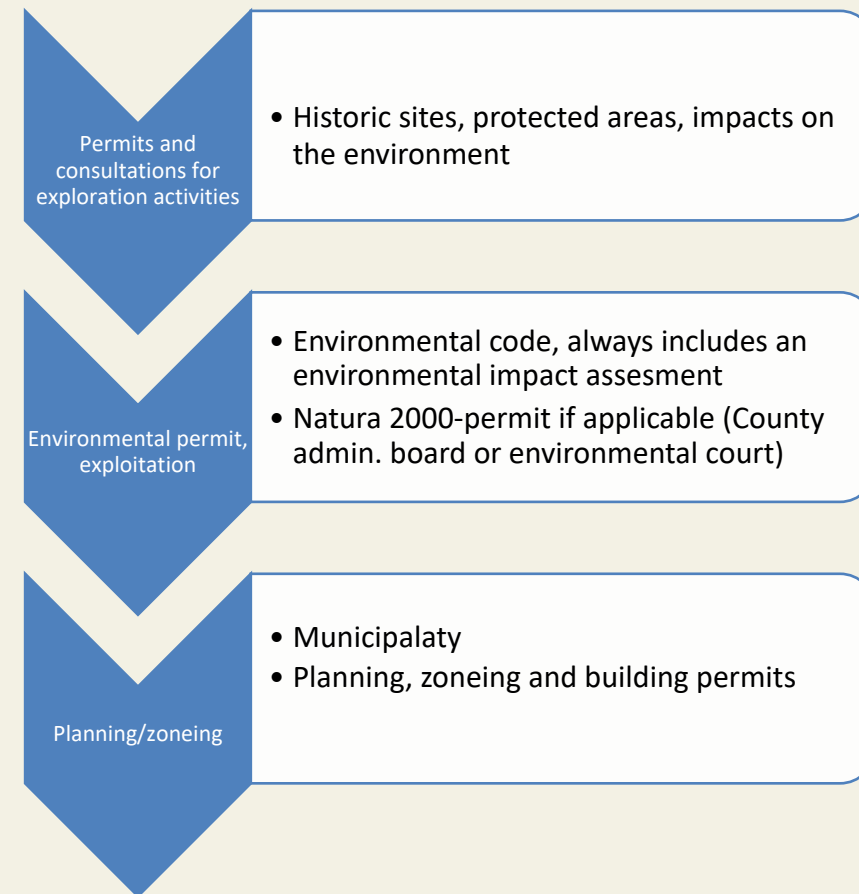 Permits and
consultations for
exploration activities
• Historic sites, protected areas, impacts on
the environment
Environmental permit,
exploitation
• Environmental code, always includes an
environmental impact assesment
• Natura 2000-permit if applicable (County
admin. board or environmental court)
Planning/zoneing
• Municipalaty
• Planning, zoneing and building permits